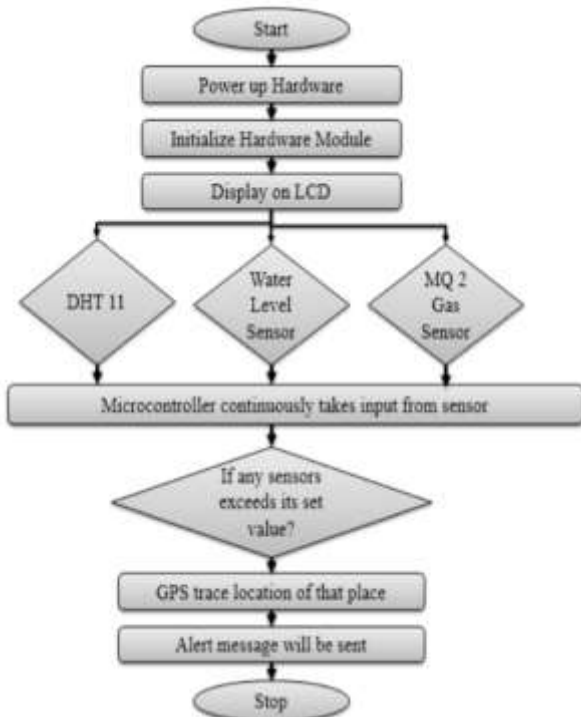 Start
Power up Hardware
Initialize Hardware Module
Display on LCD
DHT 11
Water
Level
Sensor
MQ 2
Gas
Sensor
Microcontroller continuously takes input from sensor
If any sensors
exceeds its set
value?
GPS trace location of that place
Alert message will be sent
Stop